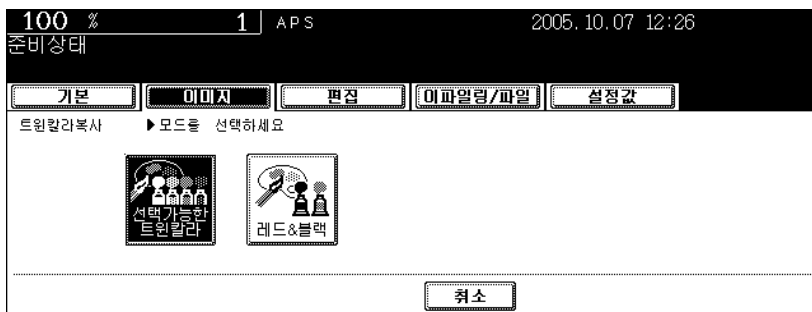 100 % 1 APS 2005.10.07 12:26
준비상태
기본 이미지 편집 이파일링/파일 설정값
트윈칼라복사 ▶모드를 선택하세요
선택가능한 트윈칼라
레드&블랙
취소